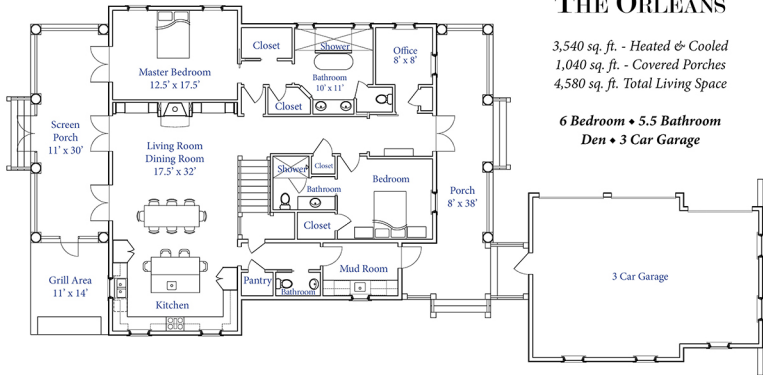 THE ORLEANS
3,540 sq. ft. - Heated & Cooled
1,040 sq. ft. - Covered Porches
4,580 sq. ft. Total Living Space
6 Bedroom ♦ 5.5 Bathroom
Den ♦ 3 Car Garage
Closet
Shower
Office
8' x 8'
Master Bedroom
12.5' x 17.5'
Bathroom
10' x 11'
Closet
Screen
Porch
11' x 30'
Living Room
Dining Room
17.5' x 32'
Shower
Closet
Bathroom
Bedroom
Porch
8' x 38'
Closet
Mud Room
Grill Area
11' x 14'
Pantry
Bathroom
Kitchen
3 Car Garage